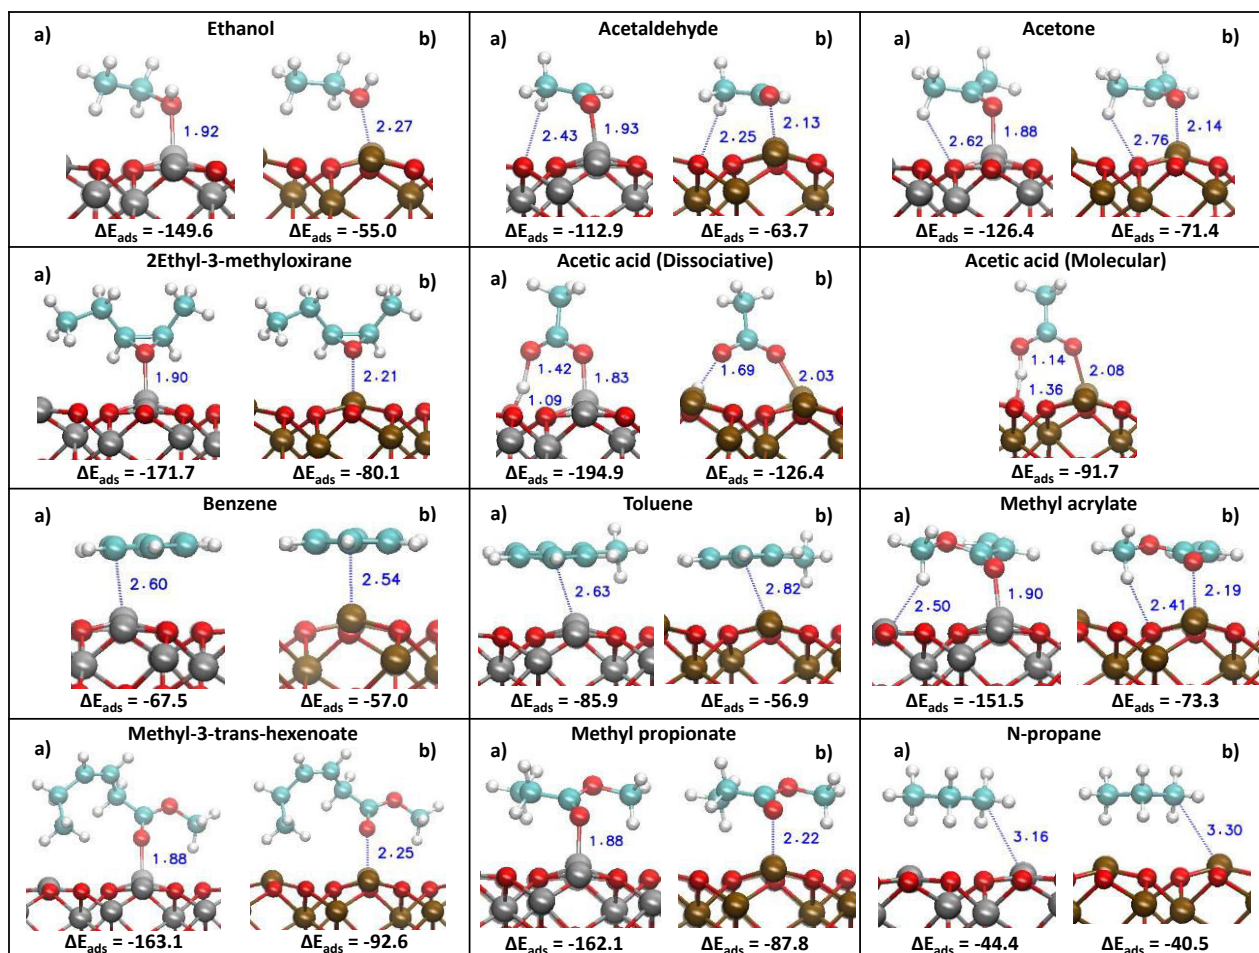 Ethanol
a)
b)
1.92
2.27
ΔEads = -149.6
ΔEads = -55.0
Acetaldehyde
a)
b)
2.43
1.93
2.25
2.13
ΔEads = -112.9
ΔEads = -63.7
Acetone
a)
b)
2.62
1.88
2.76
2.14
ΔEads = -126.4
ΔEads = -71.4
2Ethyl-3-methyloxirane
a)
b)
1.90
2.21
ΔEads = -171.7
ΔEads = -80.1
Acetic acid (Dissociative)
a)
b)
1.42
1.83
1.09
1.69
2.03
ΔEads = -194.9
ΔEads = -126.4
Acetic acid (Molecular)
1.14
2.08
1.36
ΔEads = -91.7
Benzene
a)
b)
2.60
2.54
ΔEads = -67.5
ΔEads = -57.0
Toluene
a)
b)
2.63
2.82
ΔEads = -85.9
ΔEads = -56.9
Methyl acrylate
a)
b)
2.50
1.90
2.41
2.19
ΔEads = -151.5
ΔEads = -73.3
Methyl-3-trans-hexenoate
a)
b)
1.88
2.25
ΔEads = -163.1
ΔEads = -92.6
Methyl propionate
a)
b)
1.88
2.22
ΔEads = -162.1
ΔEads = -87.8
N-propane
a)
b)
3.16
3.30
ΔEads = -44.4
ΔEads = -40.5